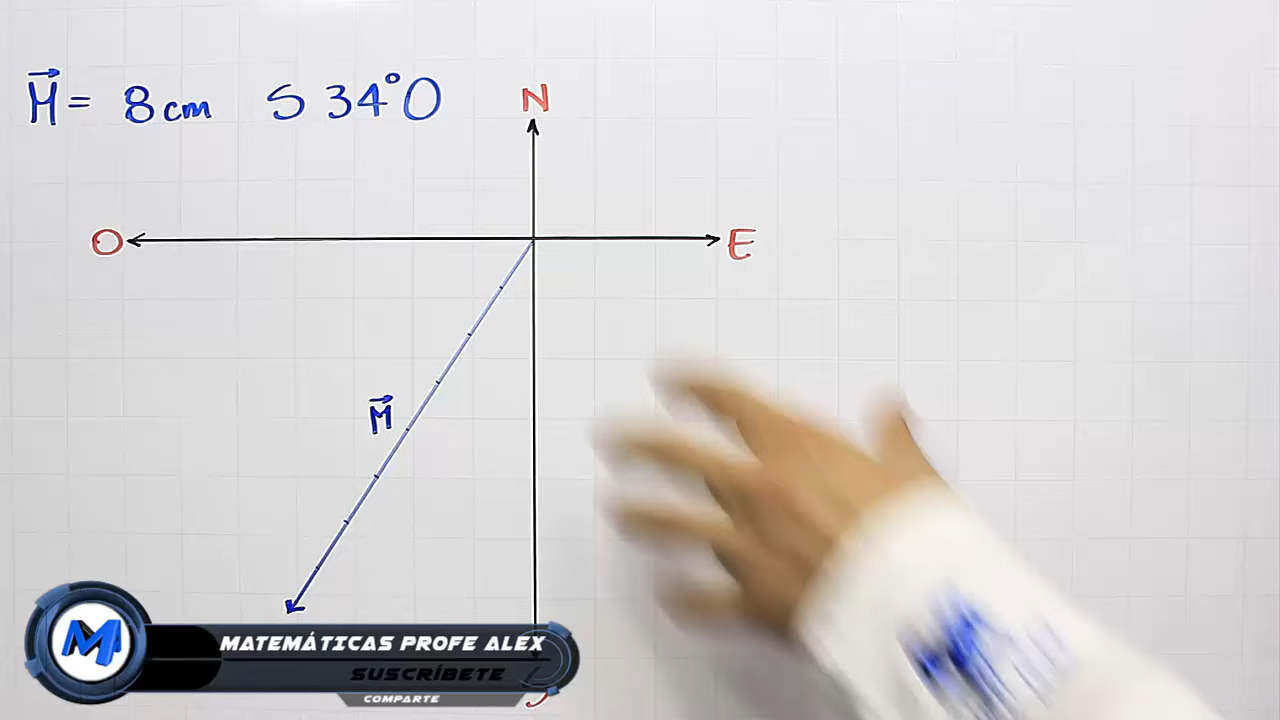 M⃗ = 8 cm S 34° O
N
O
E
M⃗
M
MATEMÁTICAS PROFE ALEX
SUSCRÍBETE
COMPARTE